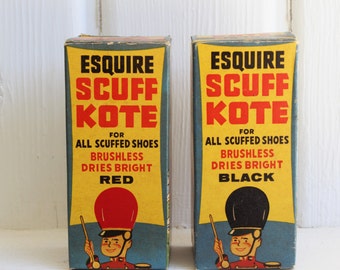 ESQUIRE
SCUFF
KOTE
FOR
ALL SCUFFED SHOES
BRUSHLESS
DRIES BRIGHT
RED
ESQUIRE
SCUFF
KOTE
FOR
ALL SCUFFED SHOES
BRUSHLESS
DRIES BRIGHT
BLACK